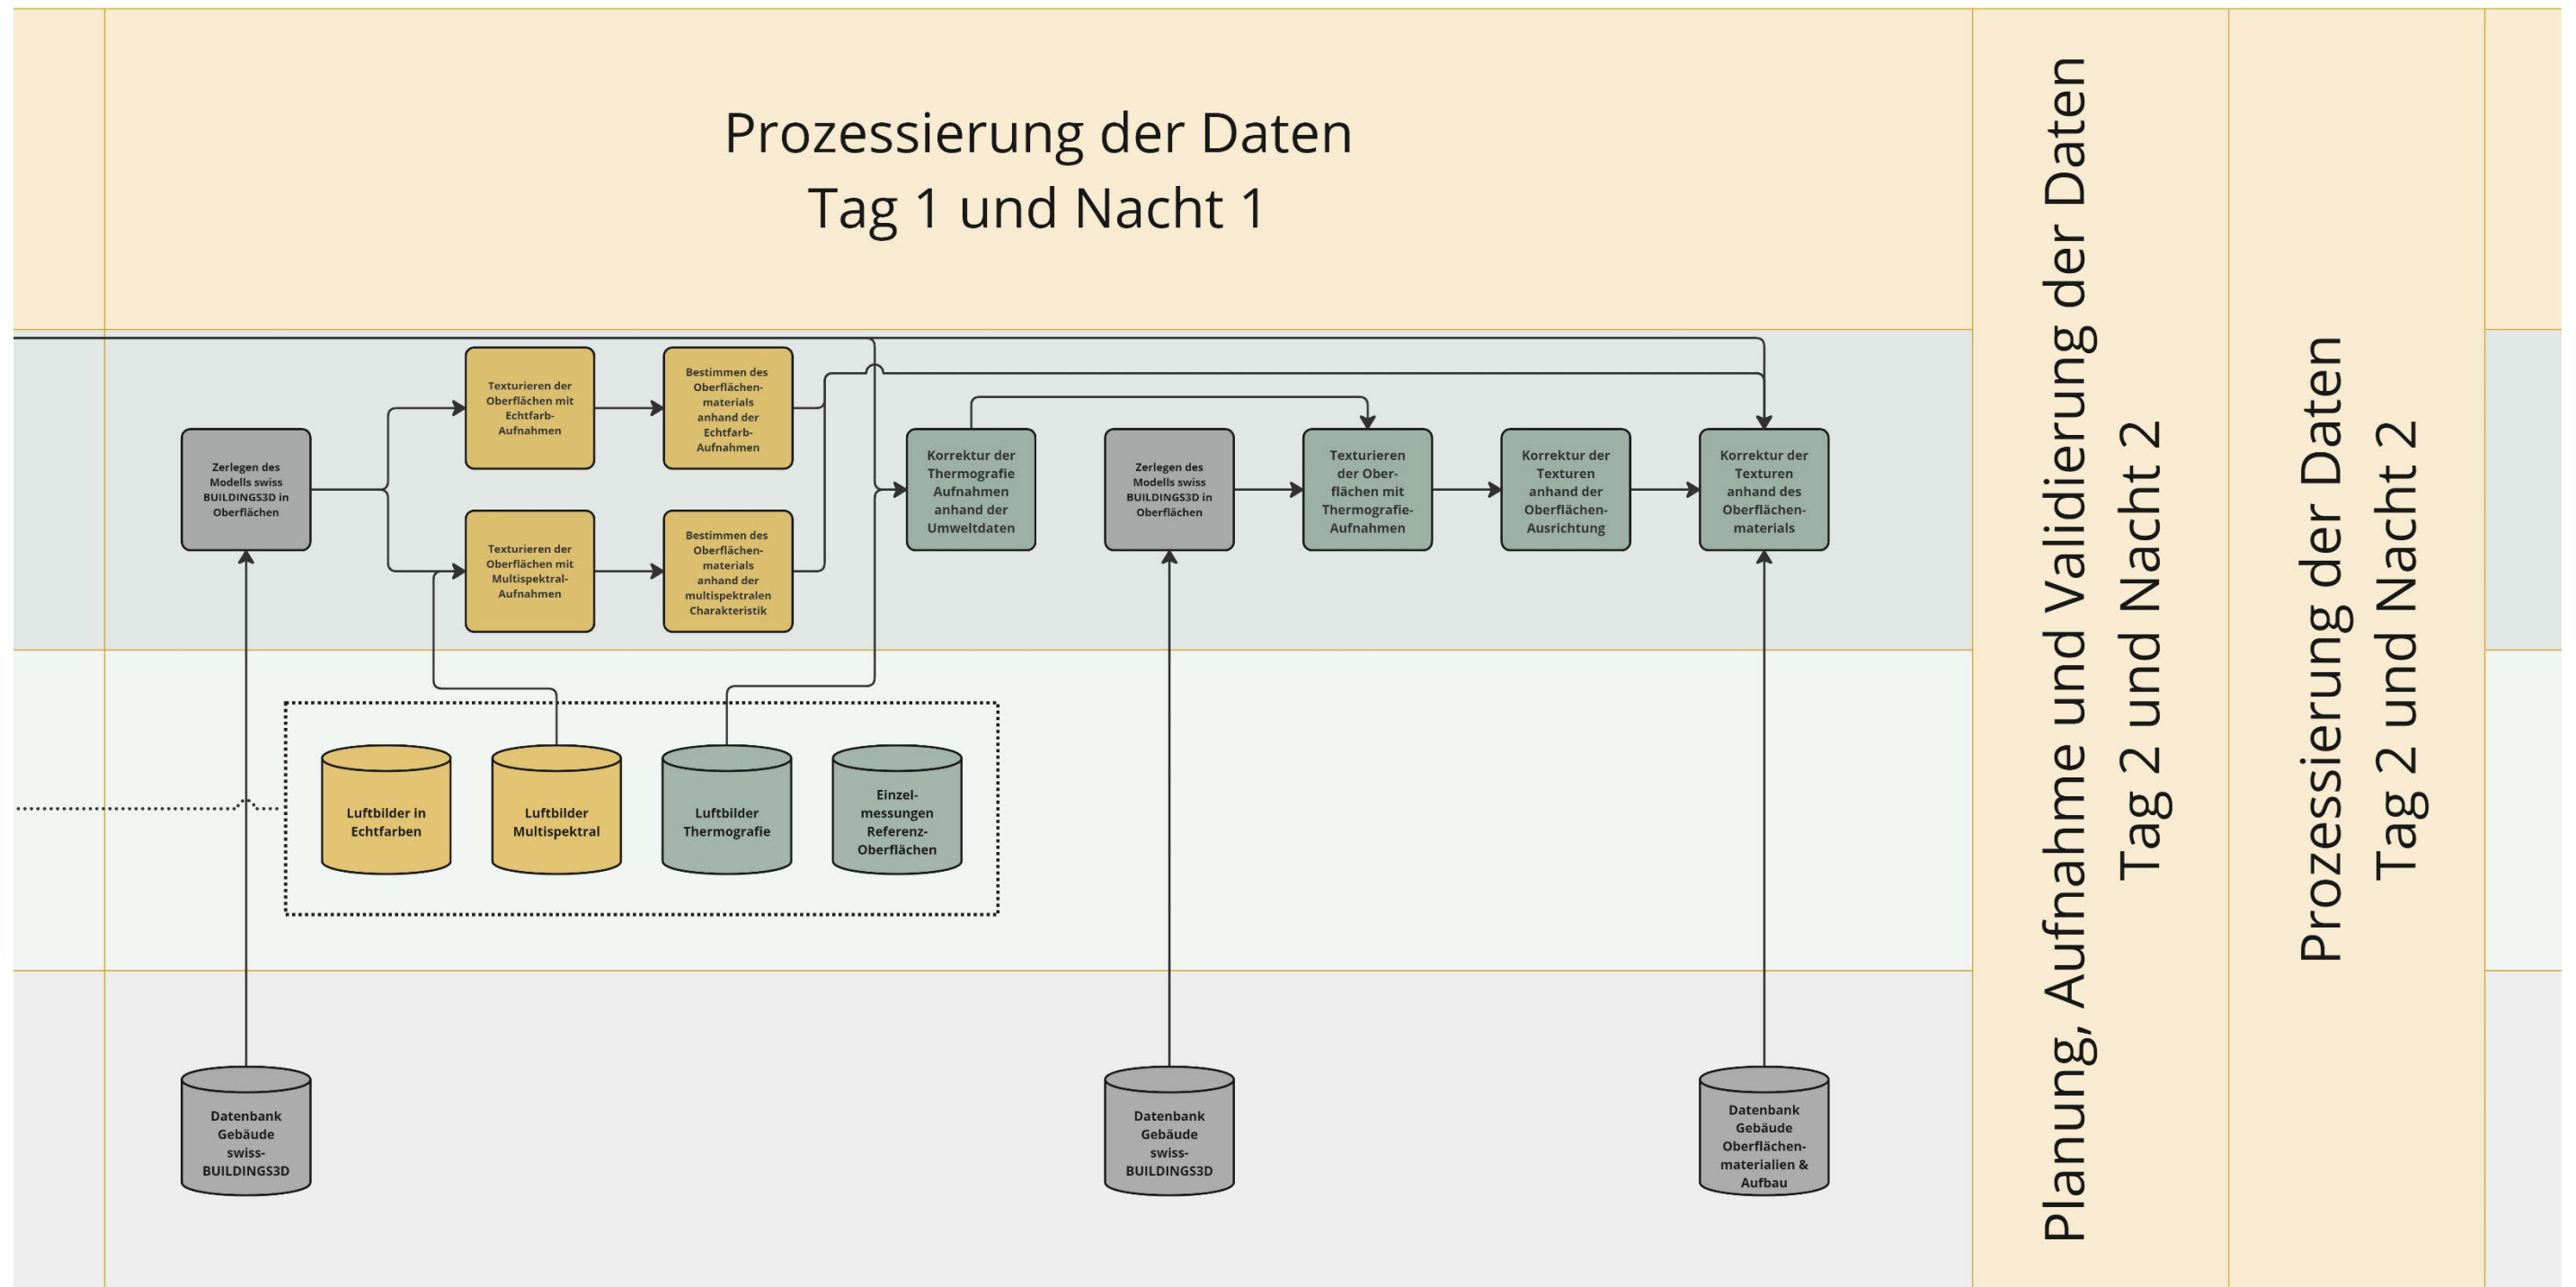 Prozessierung der Daten
Tag 1 und Nacht 1
Zerlegen des
Modells swiss
BUILDINGS3D in
Oberflächen
Texturieren der
Oberflächen mit
Echtfarb-
Aufnahmen
Bestimmen des
Oberflächen-
materials
anhand der
Echtfarb-
Aufnahmen
Texturieren der
Oberflächen mit
Multispektral-
Aufnahmen
Bestimmen des
Oberflächen-
materials
anhand der
multispektralen
Charakteristik
Korrektur der
Thermografie
Aufnahmen
anhand der
Umweltdaten
Zerlegen des
Modells swiss
BUILDINGS3D in
Oberflächen
Texturieren
der Ober-
flächen mit
Thermografie-
Aufnahmen
Korrektur der
Texturen
anhand der
Oberflächen-
Ausrichtung
Korrektur der
Texturen
anhand des
Oberflächen-
materials
Luftbilder in
Echtfarben
Luftbilder
Multispektral
Luftbilder
Thermografie
Einzel-
messungen
Referenz-
Oberflächen
Datenbank
Gebäude
swiss-
BUILDINGS3D
Datenbank
Gebäude
swiss-
BUILDINGS3D
Datenbank
Gebäude
Oberflächen-
materialien &
Aufbau
Planung, Aufnahme und Validierung der Daten
Tag 2 und Nacht 2
Prozessierung der Daten
Tag 2 und Nacht 2